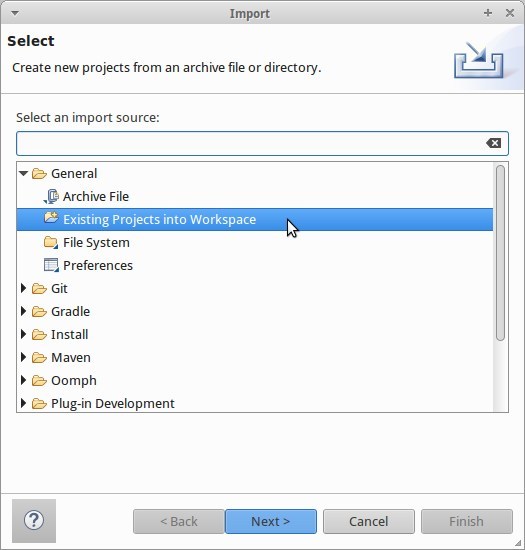 Import
Select
Create new projects from an archive file or directory.
Select an import source:
General
Archive File
Existing Projects into Workspace
File System
Preferences
Git
Gradle
Install
Maven
Oomph
Plug-in Development
?
< Back
Next >
Cancel
Finish